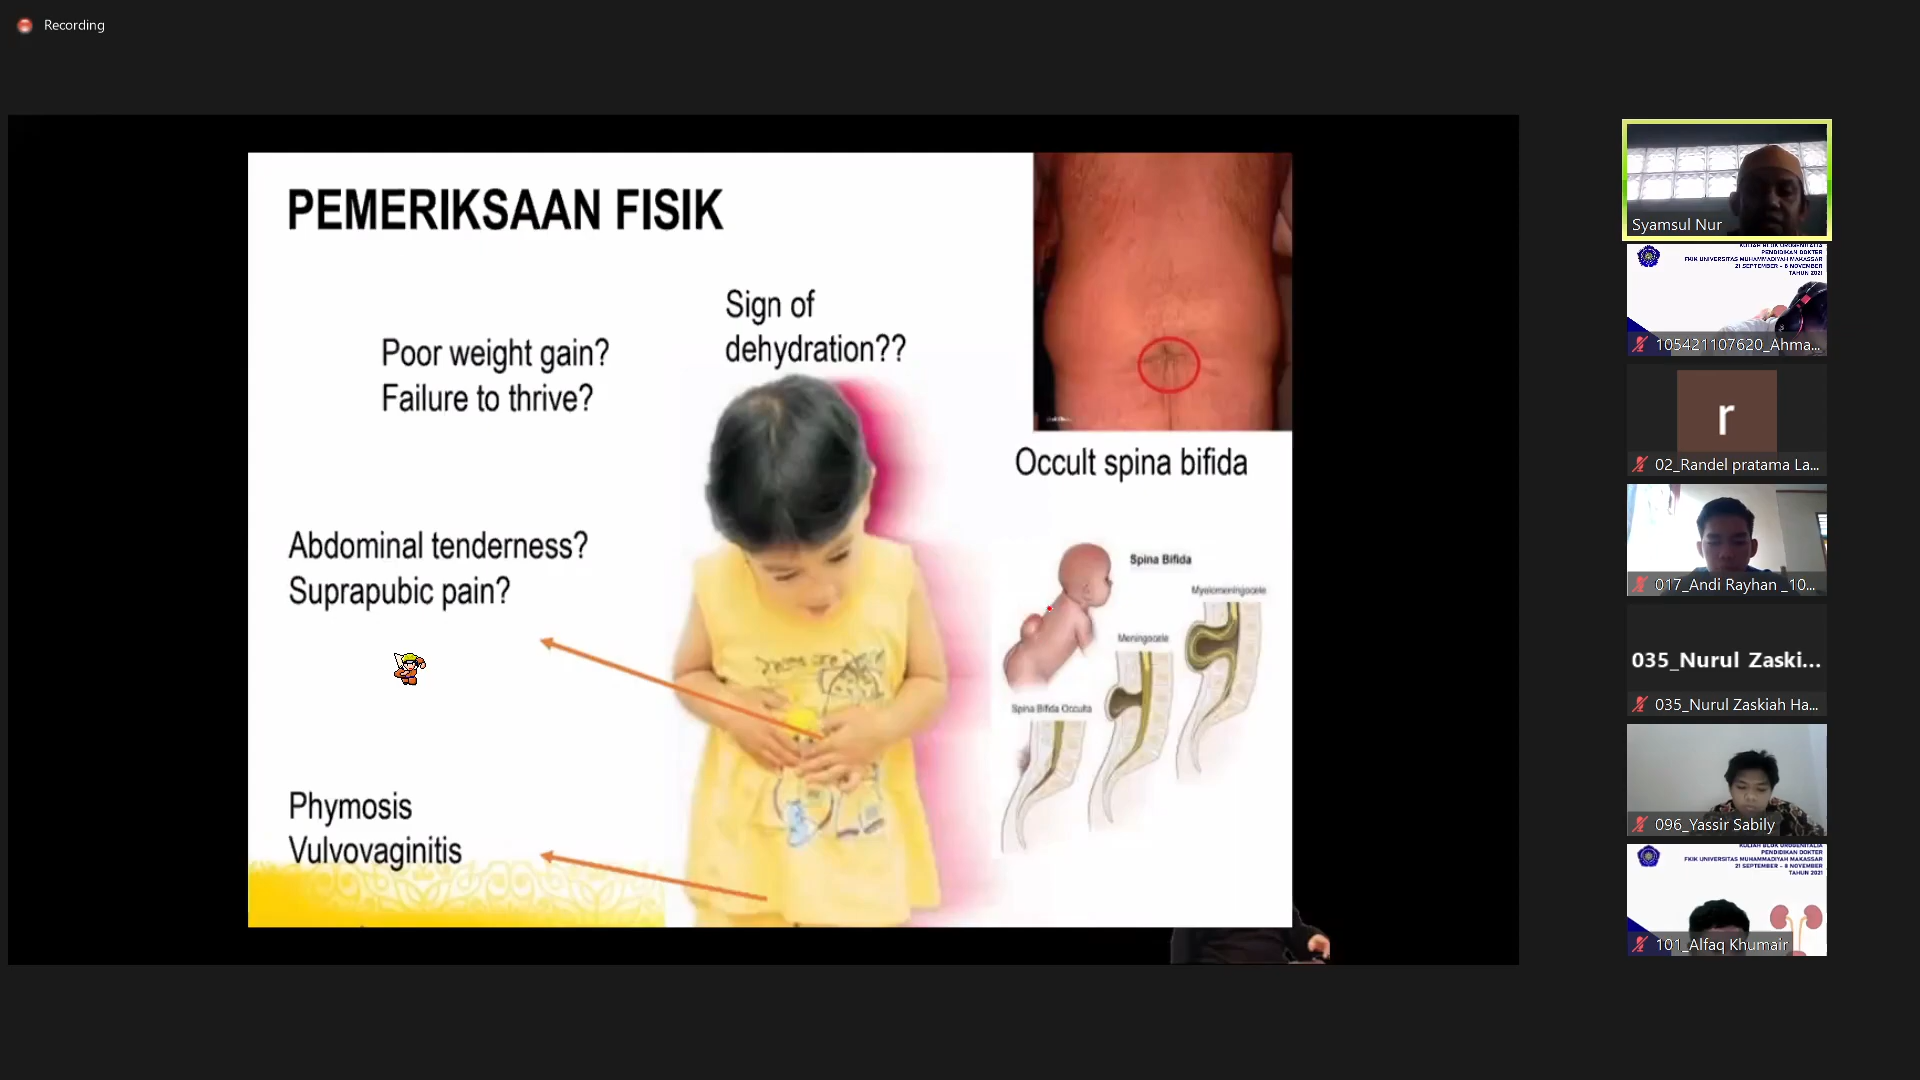 Recording
PEMERIKSAAN FISIK
Sign of
dehydration??
Poor weight gain?
Failure to thrive?
Occult spina bifida
Abdominal tenderness?
Suprapubic pain?
Spina Bifida
Myelomeningocele
Meningocele
Spina Bifida Occulta
Phymosis
Vulvovaginitis
Syamsul Nur
KULIAH BLOK UROGENITALIA
PENDIDIKAN DOKTER
FKIK UNIVERSITAS MUHAMMADIYAH MAKASSAR
21 SEPTEMBER - 6 NOVEMBER
TAHUN 2021
105421107620_Ahma...
r
02_Randel pratama La...
017_Andi Rayhan _10...
035_Nurul Zaski...
035_Nurul Zaskiah Ha...
096_Yassir Sabily
KULIAH BLOK UROGENITALIA
PENDIDIKAN DOKTER
FKIK UNIVERSITAS MUHAMMADIYAH MAKASSAR
21 SEPTEMBER - 6 NOVEMBER
TAHUN 2021
101_Alfaq Khumair